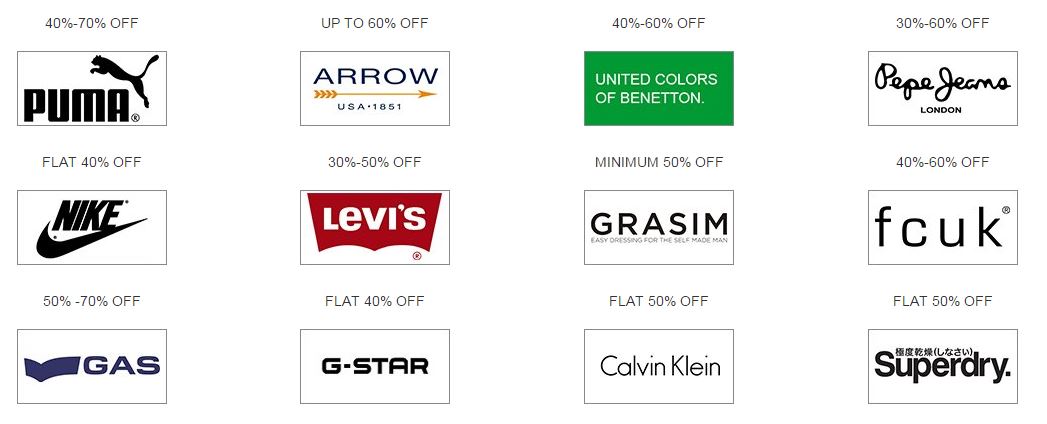 40%-70% OFF
UP TO 60% OFF
40%-60% OFF
30%-60% OFF
PUMA®
ARROW
USA·1851
UNITED COLORS
OF BENETTON.
Pepe Jeans
LONDON
FLAT 40% OFF
30%-50% OFF
MINIMUM 50% OFF
40%-60% OFF
NIKE®
LEVI'S
®
GRASIM
EASY DRESSING FOR THE SELF MADE MAN
fcuk®
50% -70% OFF
FLAT 40% OFF
FLAT 50% OFF
FLAT 50% OFF
GAS
G-STAR
Calvin Klein
極度乾燥(しなさい)
Superdry.